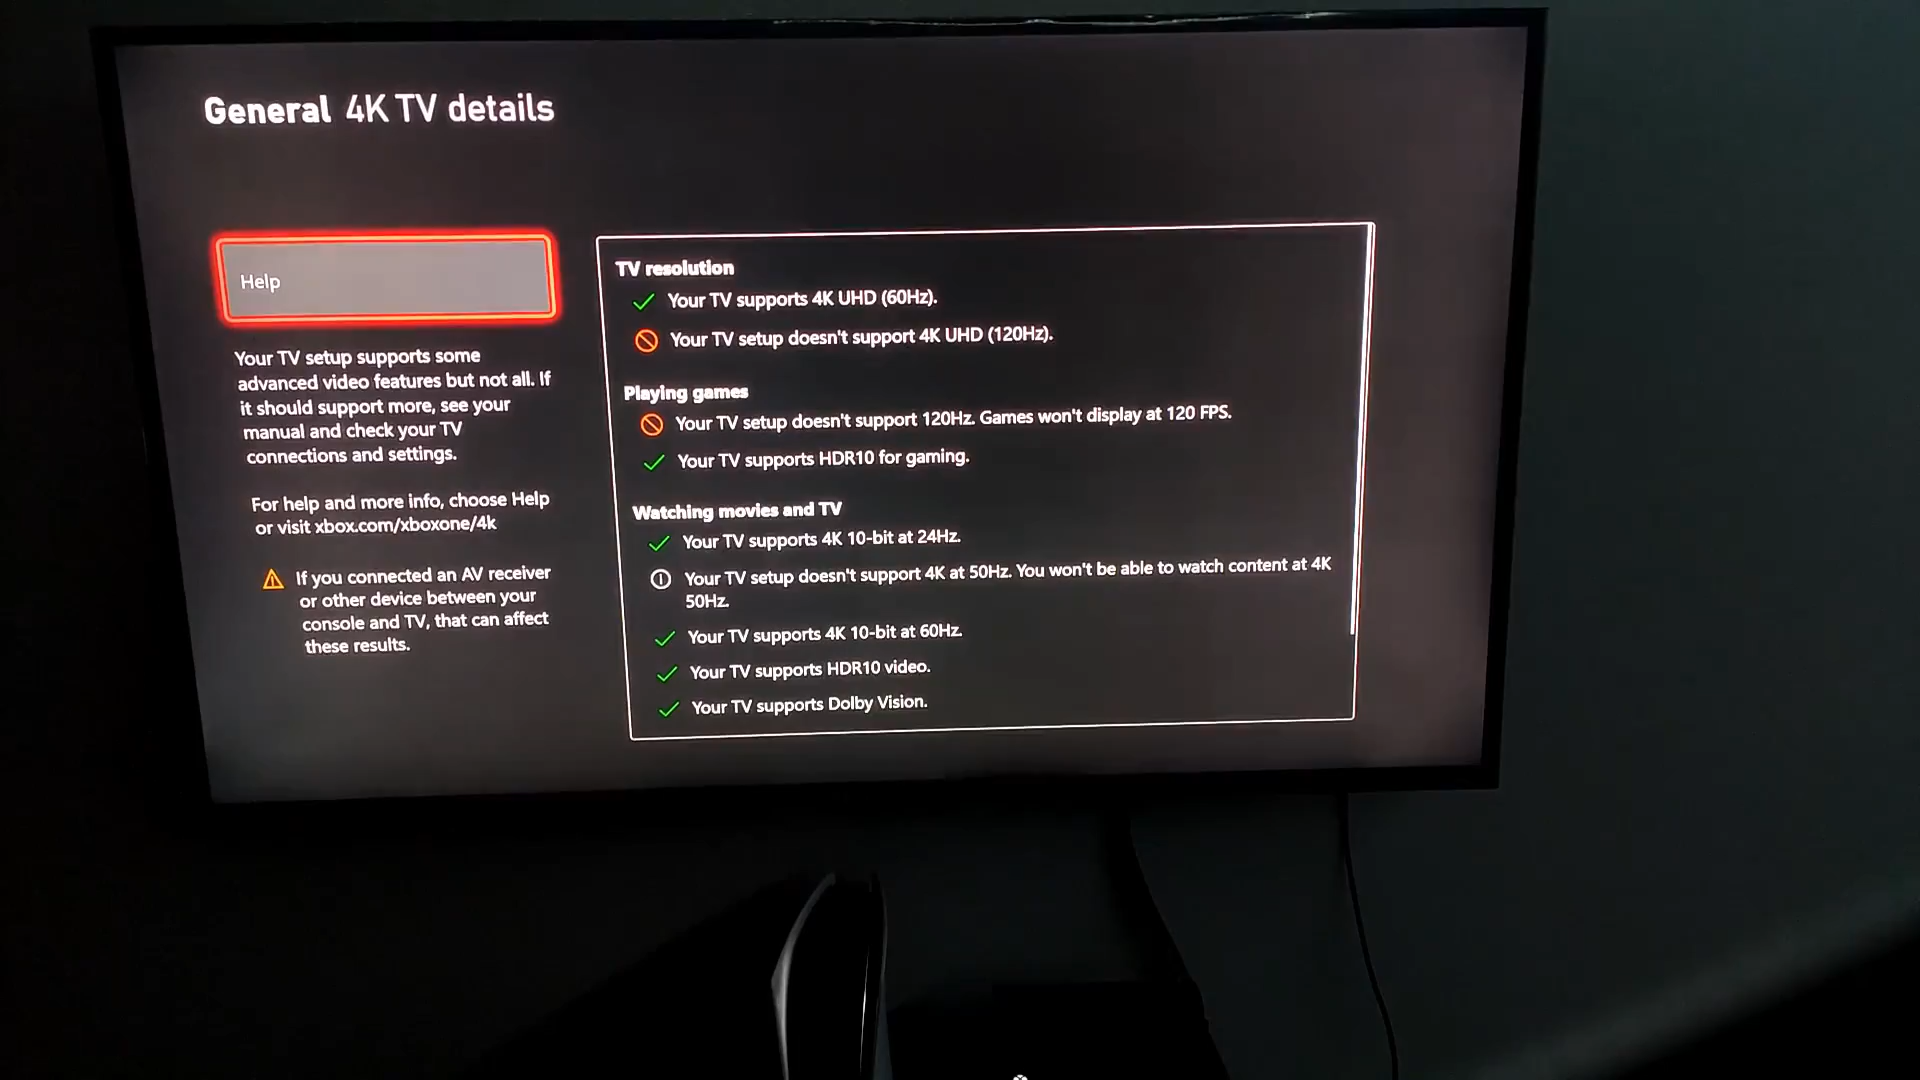 General 4K TV details
Help
Your TV setup supports some
advanced video features but not all. If
it should support more, see your
manual and check your TV
connections and settings.
For help and more info, choose Help
or visit xbox.com/xboxone/4k
If you connected an AV receiver
or other device between your
console and TV, that can affect
these results.
TV resolution
Your TV supports 4K UHD (60Hz).
Your TV setup doesn't support 4K UHD (120Hz).
Playing games
Your TV setup doesn't support 120Hz. Games won't display at 120 FPS.
Your TV supports HDR10 for gaming.
Watching movies and TV
Your TV supports 4K 10-bit at 24Hz.
Your TV setup doesn't support 4K at 50Hz. You won't be able to watch content at 4K
50Hz.
Your TV supports 4K 10-bit at 60Hz.
Your TV supports HDR10 video.
Your TV supports Dolby Vision.